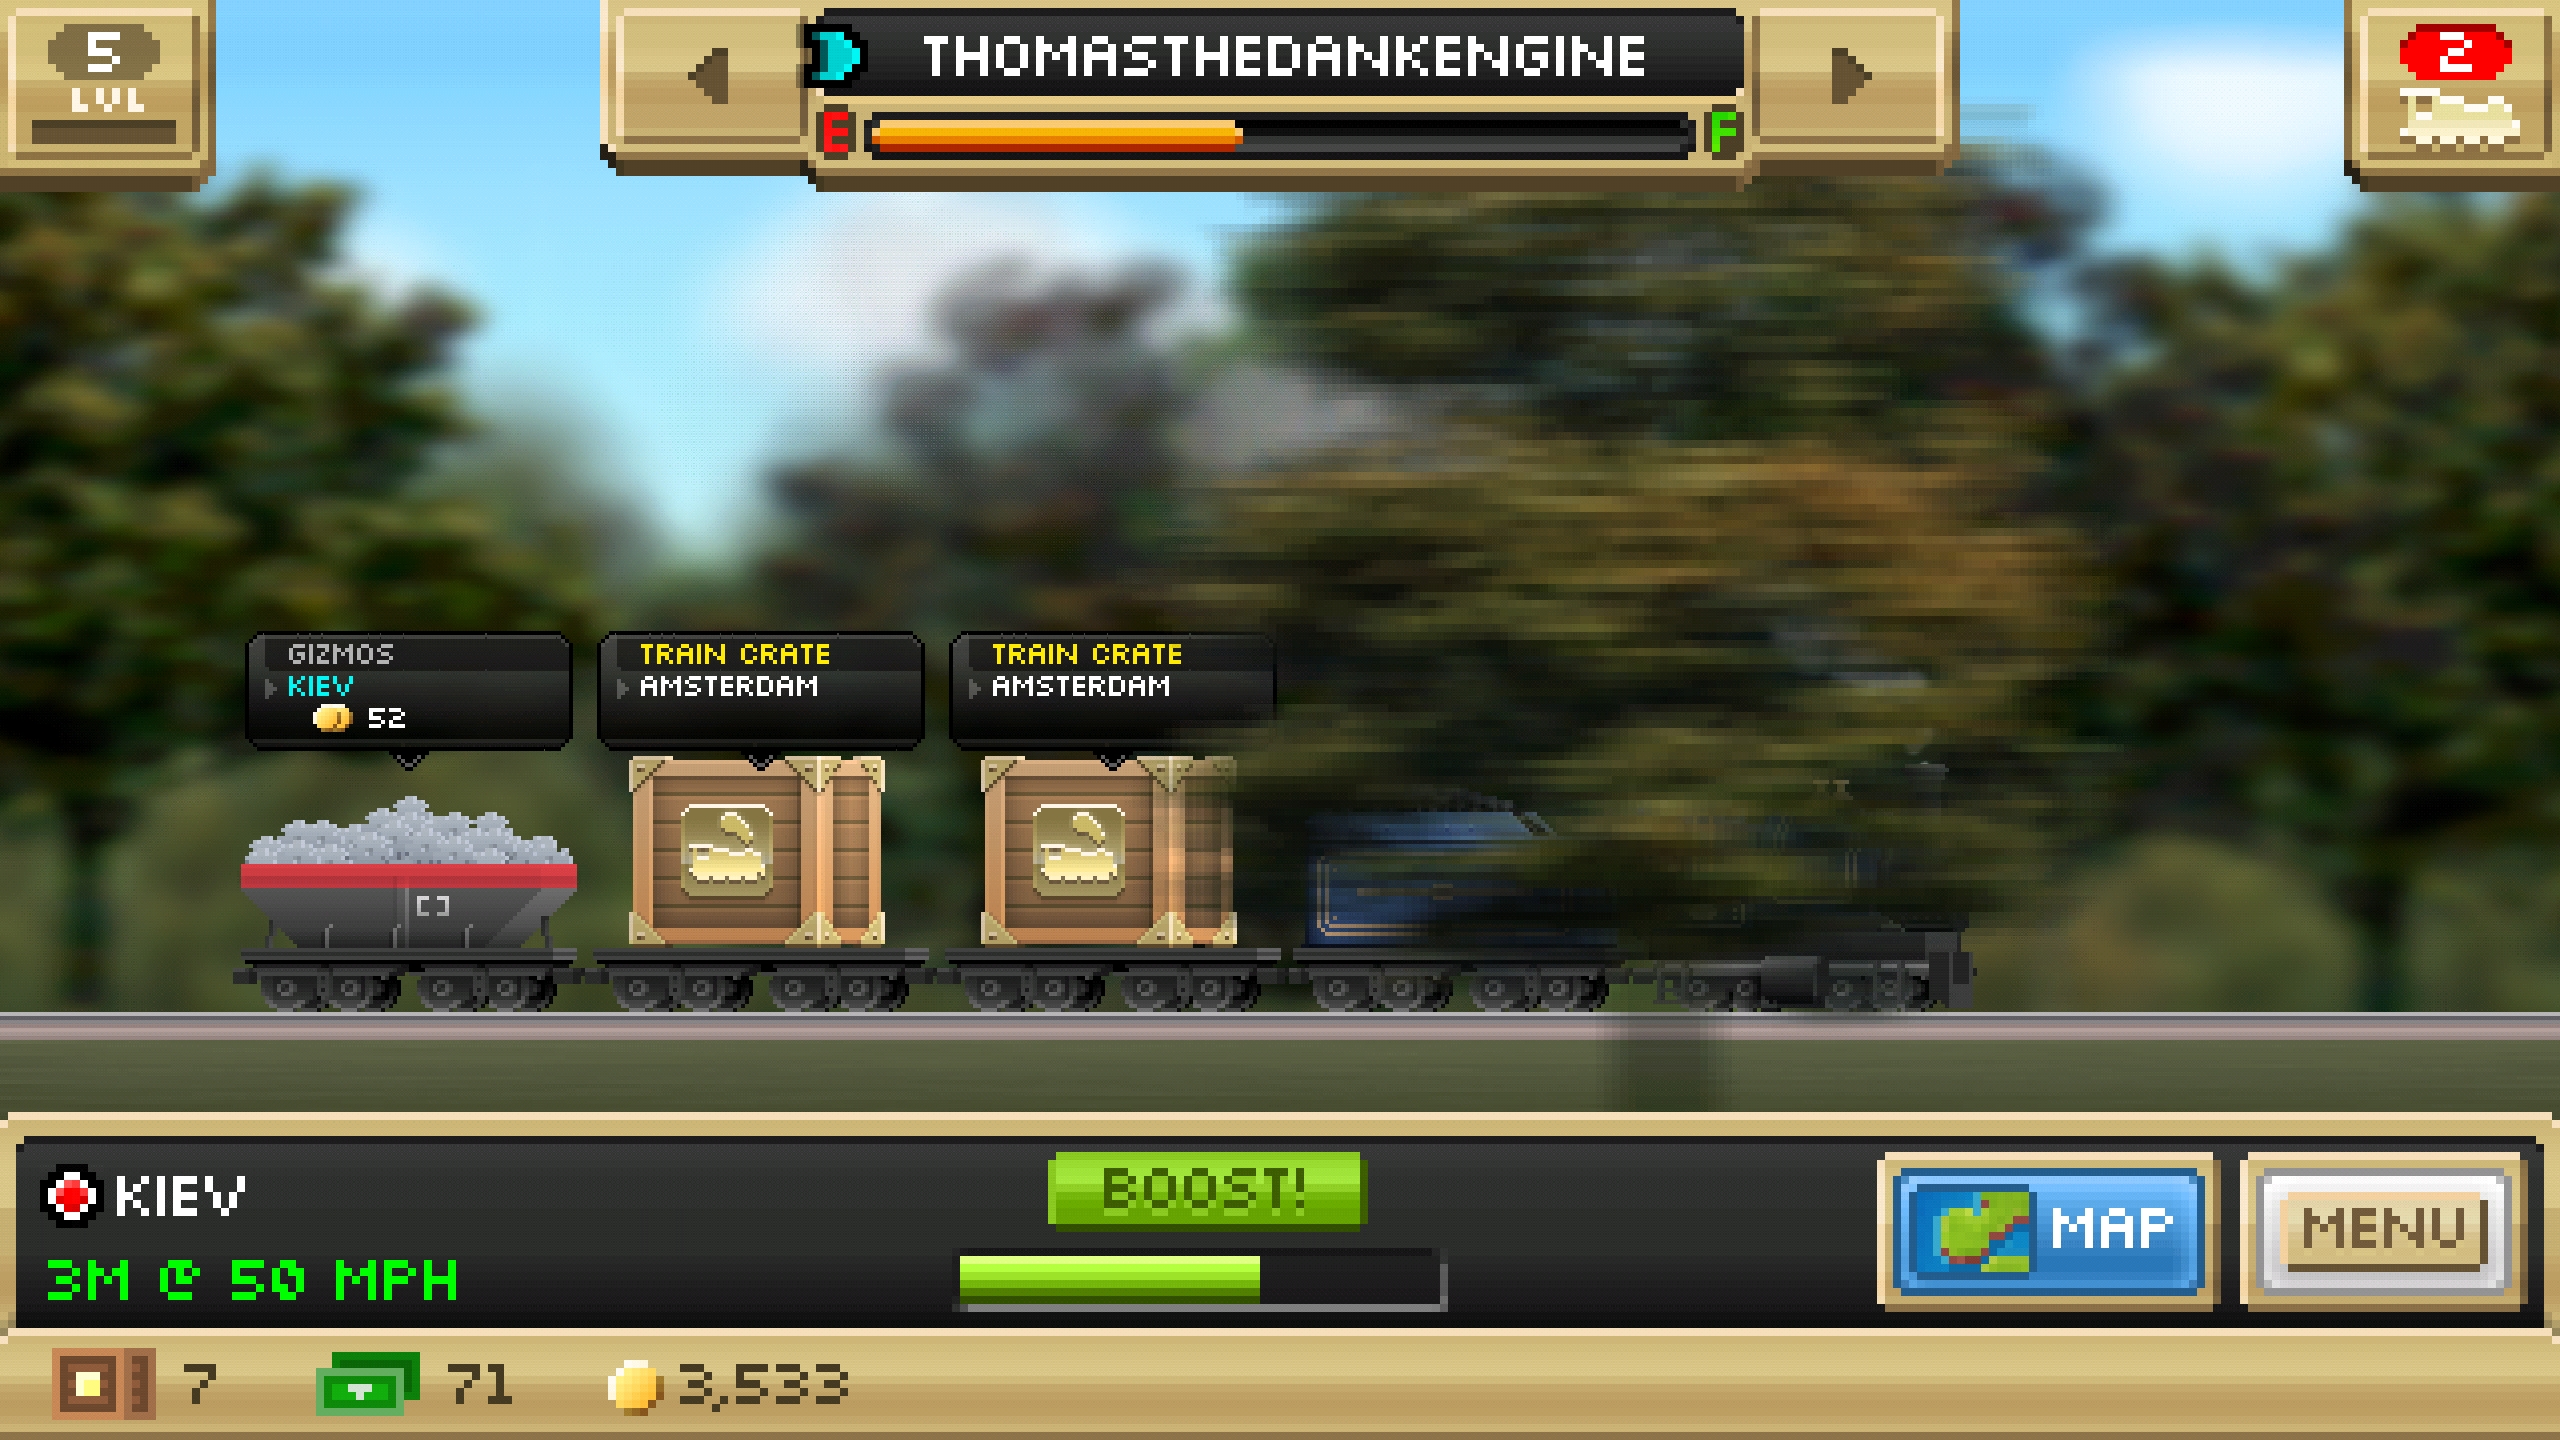 5
LVL
THOMASTHEDANKENGINE
E F
2
GIZMOS
KIEV
52
TRAIN CRATE
AMSTERDAM
TRAIN CRATE
AMSTERDAM
KIEV
3M @ 50 MPH
BOOST!
MAP
MENU
7
71
3,533